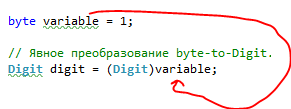 byte variable = 1;
// Явное преобразование byte-to-Digit.
Digit digit = (Digit)variable;